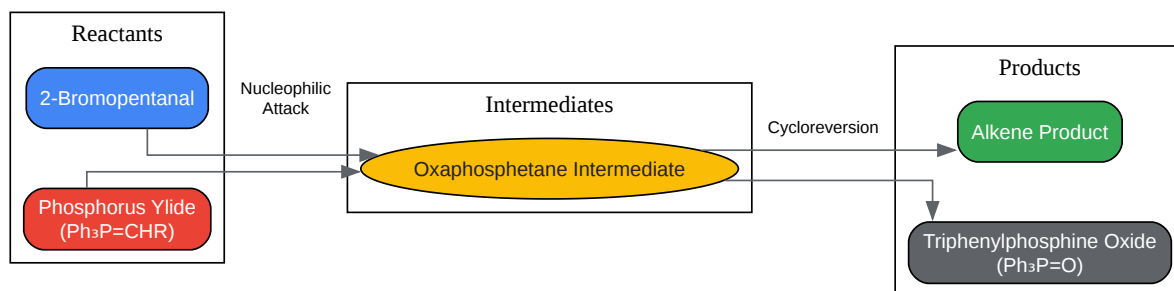 Reactants
2-Bromopentanal
Phosphorus Ylide
(Ph₃P=CHR)
Nucleophilic
Attack
Intermediates
Oxaphosphetane Intermediate
Cycloreversion
Products
Alkene Product
Triphenylphosphine Oxide
(Ph₃P=O)